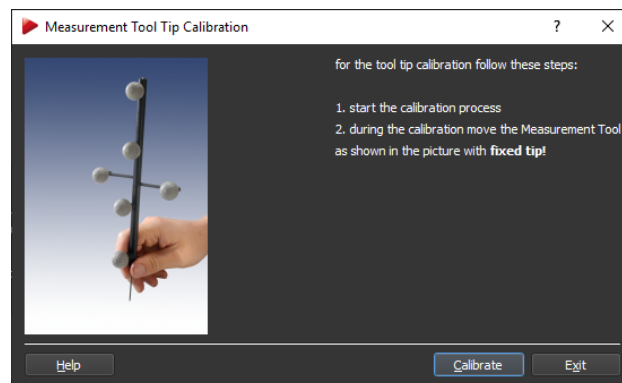 Measurement Tool Tip Calibration
for the tool tip calibration follow these steps:
1. start the calibration process
2. during the calibration move the Measurement Tool
as shown in the picture with fixed tip!
Help
Calibrate
Exit